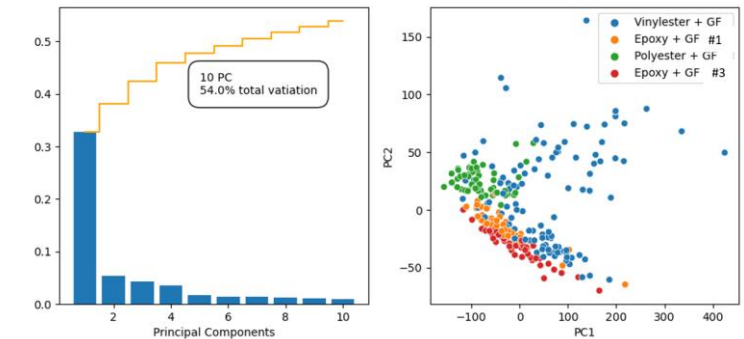 0.5
0.4
0.3
0.2
0.1
0.0
10 PC
54.0% total vatiation
2
4
6
8
10
Principal Components
150
100
50
0
−50
PC2
Vinylester + GF
Epoxy + GF #1
Polyester + GF
Epoxy + GF #3
−100
0
100
200
300
400
PC1